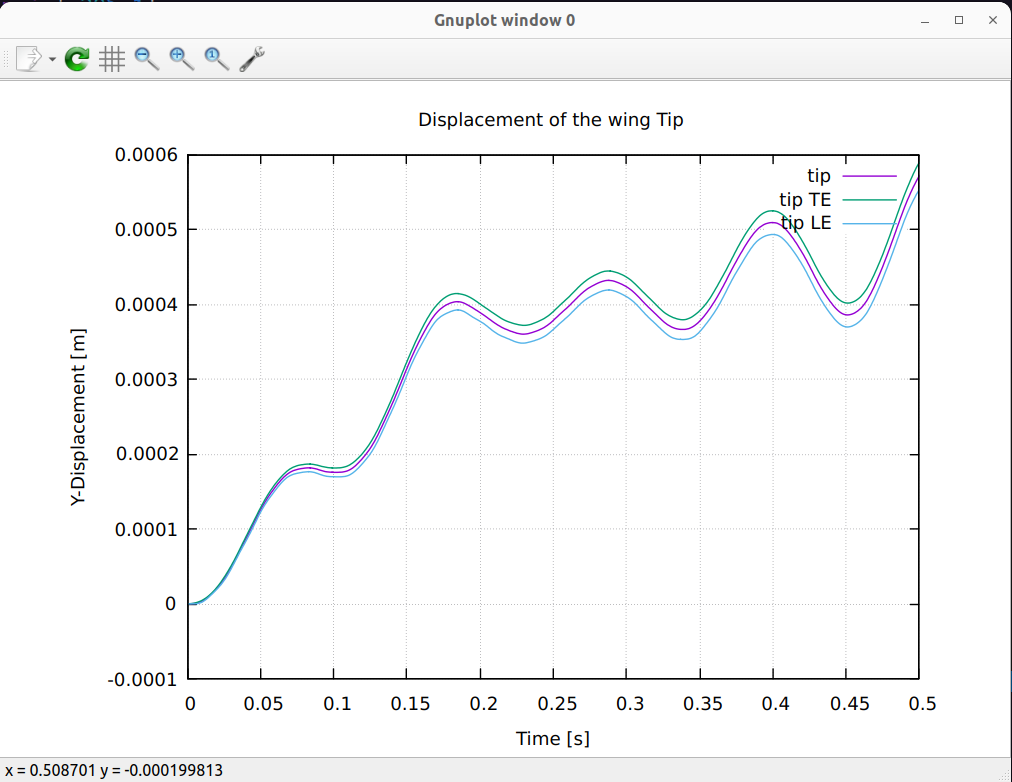 Gnuplot window 0
Displacement of the wing Tip
tip
tip TE
tip LE
0.0006
0.0005
0.0004
0.0003
0.0002
0.0001
0
-0.0001
Y-Displacement [m]
0 0.05 0.1 0.15 0.2 0.25 0.3 0.35 0.4 0.45 0.5
Time [s]
x = 0.508701 y = -0.000199813